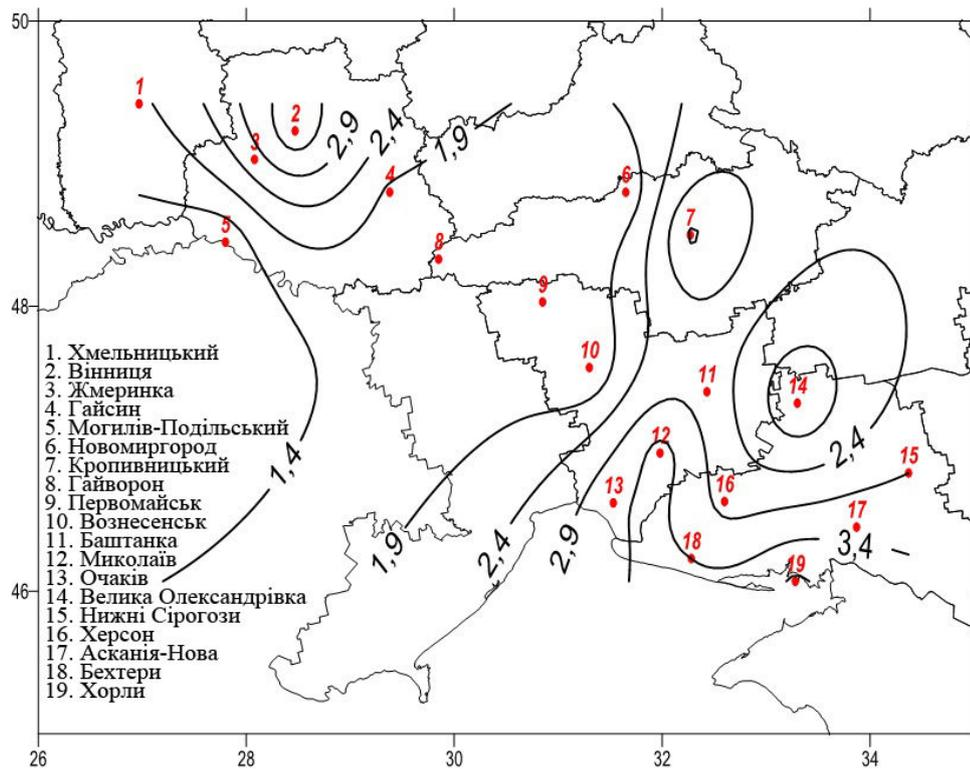 50
1
2
3
2,9
2,4
1,9
4
6
5
7
8
48
9
10
11
14
12
2,4
15
13
16
17
1,4
1,9
2,4
2,9
18
3,4
19
46
1. Хмельницький
2. Вінниця
3. Жмеринка
4. Гайсин
5. Могилів-Подільський
6. Новомиргород
7. Кропивницький
8. Гайворон
9. Первомайськ
10. Вознесенськ
11. Баштанка
12. Миколаїв
13. Очаків
14. Велика Олександрівка
15. Нижні Сірогози
16. Херсон
17. Асканія-Нова
18. Бехтери
19. Хорли
26 28 30 32 34